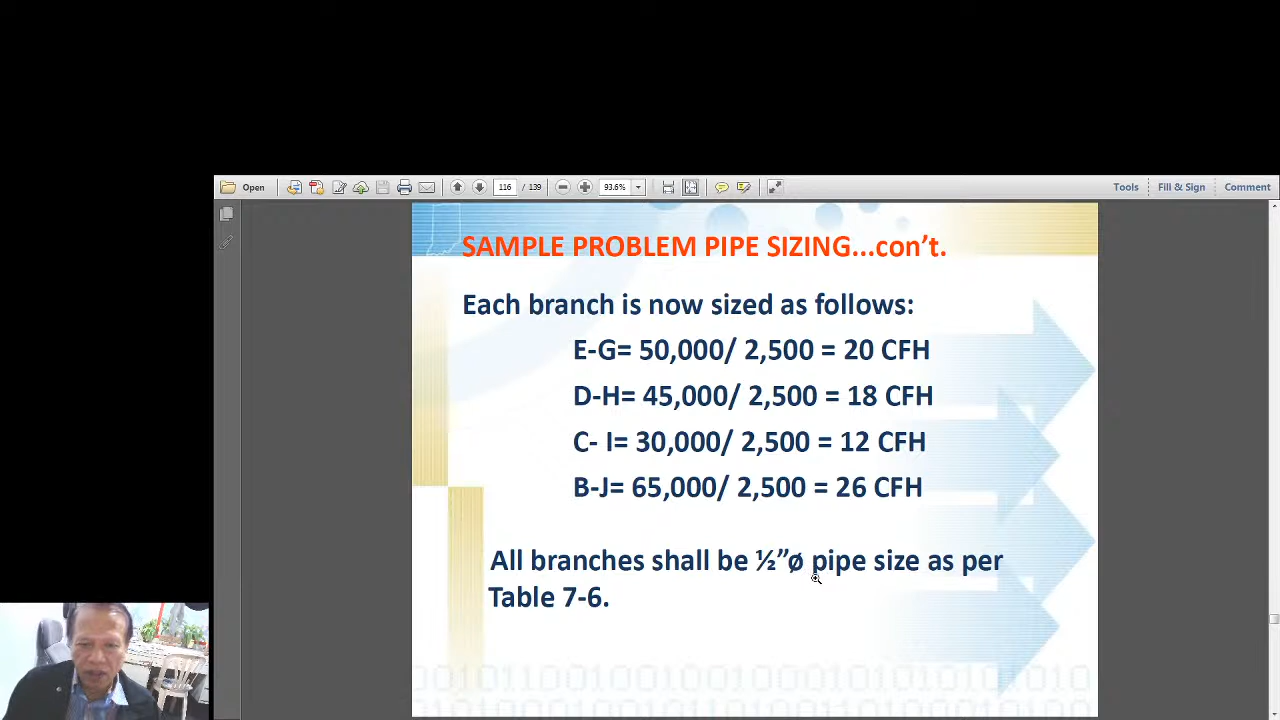 Open
116
/ 139
93.6%
Tools
Fill & Sign
Comment
SAMPLE PROBLEM PIPE SIZING...con’t.
Each branch is now sized as follows:
E-G= 50,000/ 2,500 = 20 CFH
D-H= 45,000/ 2,500 = 18 CFH
C- I= 30,000/ 2,500 = 12 CFH
B-J= 65,000/ 2,500 = 26 CFH
All branches shall be ½”ø pipe size as per
Table 7-6.